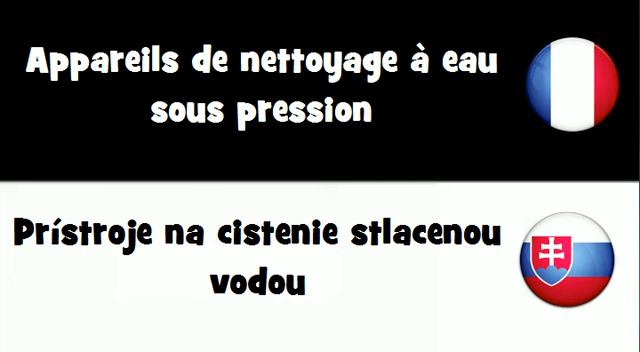 Appareils de nettoyage à eau
sous pression
Prístroje na cistenie stlacenou
vodou